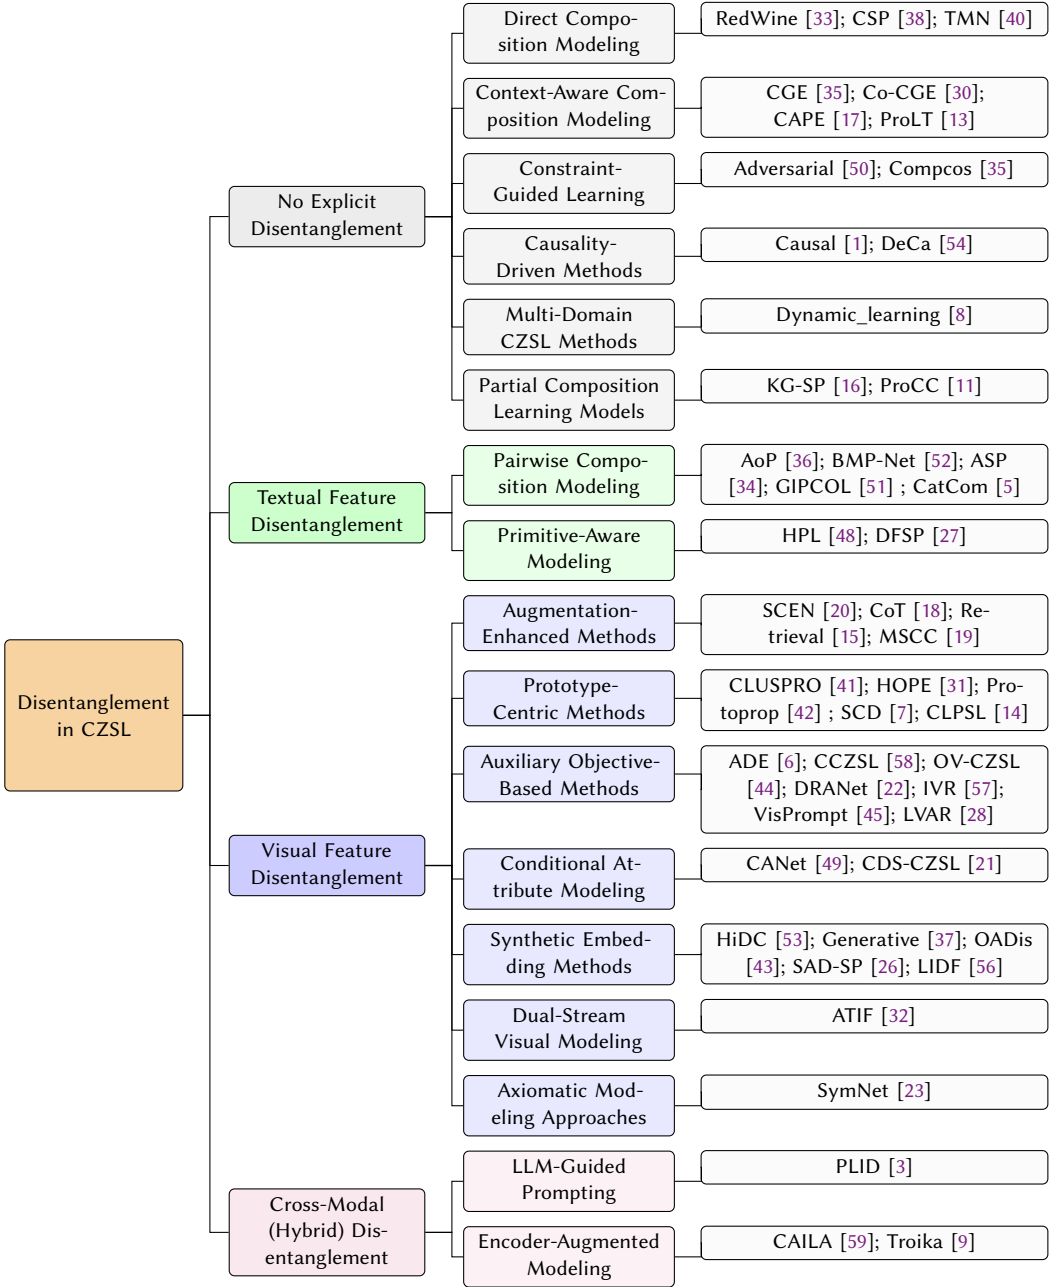 Disentanglement
in CZSL
No Explicit
Disentanglement
Direct Compo-
sition Modeling
RedWine [33]; CSP [38]; TMN [40]
Context-Aware Com-
position Modeling
CGE [35]; Co-CGE [30];
CAPE [17]; ProLT [13]
Constraint-
Guided Learning
Adversarial [50]; Compcos [35]
Causality-
Driven Methods
Causal [1]; DeCa [54]
Multi-Domain
CZSL Methods
Dynamic_learning [8]
Partial Composition
Learning Models
KG-SP [16]; ProCC [11]
Textual Feature
Disentanglement
Pairwise Compo-
sition Modeling
AoP [36]; BMP-Net [52]; ASP
[34]; GIPCOL [51] ; CatCom [5]
Primitive-Aware
Modeling
HPL [48]; DFSP [27]
Visual Feature
Disentanglement
Augmentation-
Enhanced Methods
SCEN [20]; CoT [18]; Re-
trieval [15]; MSCC [19]
Prototype-
Centric Methods
CLUSPRO [41]; HOPE [31]; Pro-
toprop [42] ; SCD [7]; CLPSL [14]
Auxiliary Objective-
Based Methods
ADE [6]; CCZSL [58]; OV-CZSL
[44]; DRANet [22]; IVR [57];
VisPrompt [45]; LVAR [28]
Conditional At-
tribute Modeling
CANet [49]; CDS-CZSL [21]
Synthetic Embed-
ding Methods
HiDC [53]; Generative [37]; OADis
[43]; SAD-SP [26]; LIDF [56]
Dual-Stream
Visual Modeling
ATIF [32]
Axiomatic Mod-
eling Approaches
SymNet [23]
Cross-Modal
(Hybrid) Dis-
entanglement
LLM-Guided
Prompting
PLID [3]
Encoder-Augmented
Modeling
CAILA [59]; Troika [9]